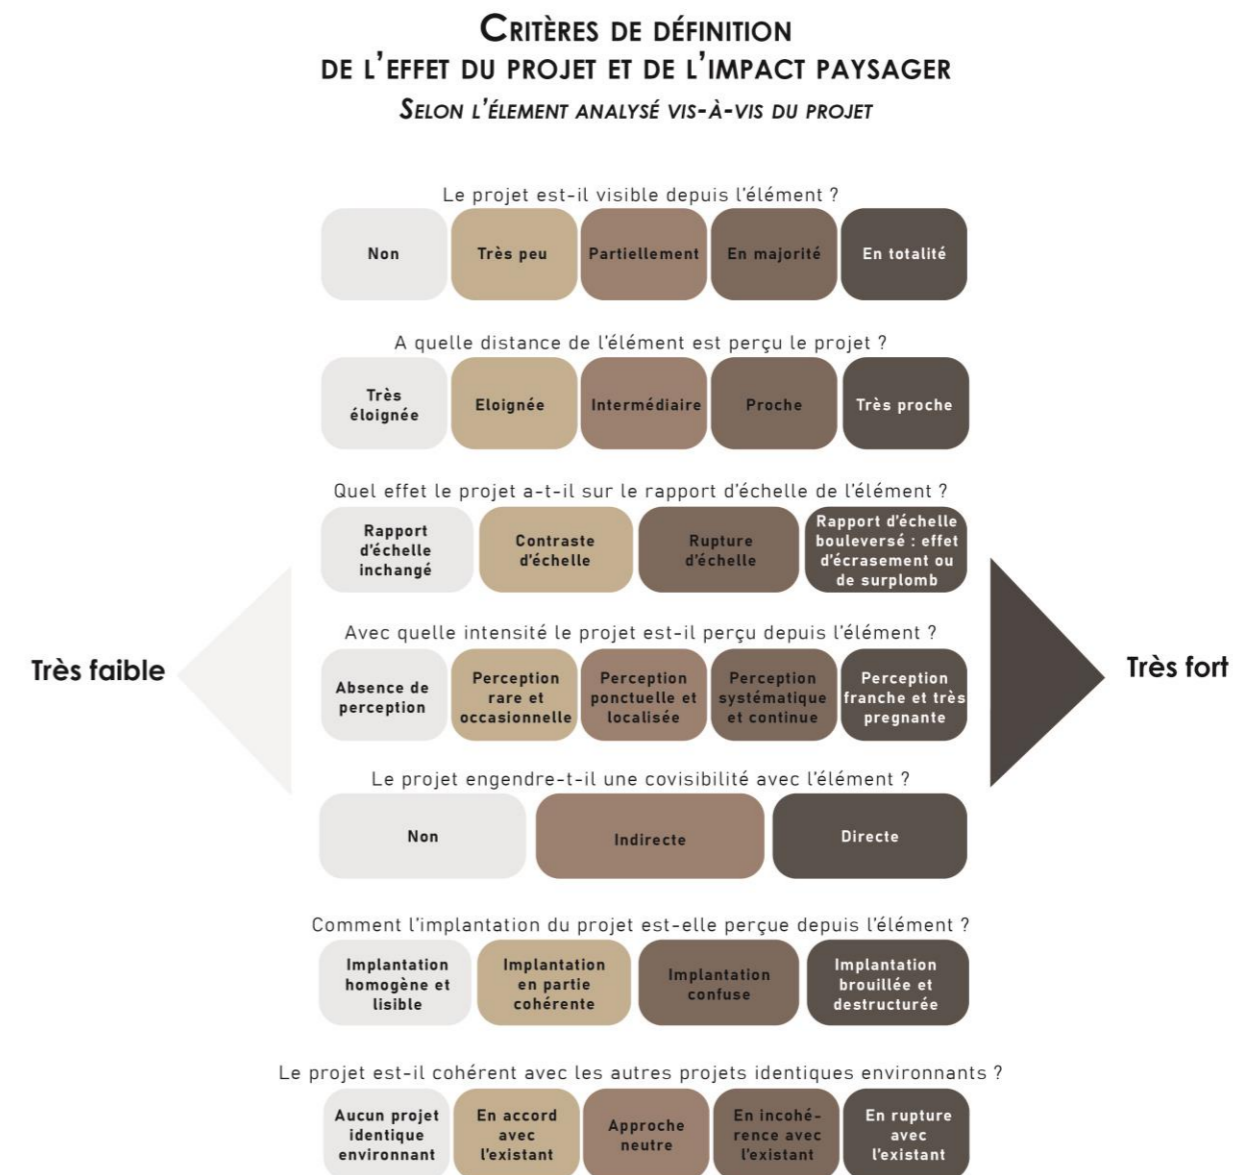 CRITÈRES DE DÉFINITION
DE L'EFFET DU PROJET ET DE L'IMPACT PAYSAGER
SELON L'ÉLEMENT ANALYSÉ VIS-À-VIS DU PROJET
Le projet est-il visible depuis l'élément ?
Non
Très peu
Partiellement
En majorité
En totalité
A quelle distance de l'élément est perçu le projet ?
Très
éloignée
Eloignée
Intermédiaire
Proche
Très proche
Quel effet le projet a-t-il sur le rapport d'échelle de l'élément ?
Rapport
d'échelle
inchangé
Contraste
d'échelle
Rupture
d'échelle
Rapport d'échelle
bouleversé : effet
d'écrasement ou
de surplomb
Très faible
Très fort
Avec quelle intensité le projet est-il perçu depuis l'élément ?
Absence de
perception
Perception
rare et
occasionnelle
Perception
ponctuelle et
localisée
Perception
systématique
et continue
Perception
franche et très
pregnante
Le projet engendre-t-il une covisibilité avec l'élément ?
Non
Indirecte
Directe
Comment l'implantation du projet est-elle perçue depuis l'élément ?
Implantation
homogène et
lisible
Implantation
en partie
cohérente
Implantation
confuse
Implantation
brouillée et
destructurée
Le projet est-il cohérent avec les autres projets identiques environnants ?
Aucun projet
identique
environnant
En accord
avec
l'existant
Approche
neutre
En incohé-
rence avec
l'existant
En rupture
avec
l'existant